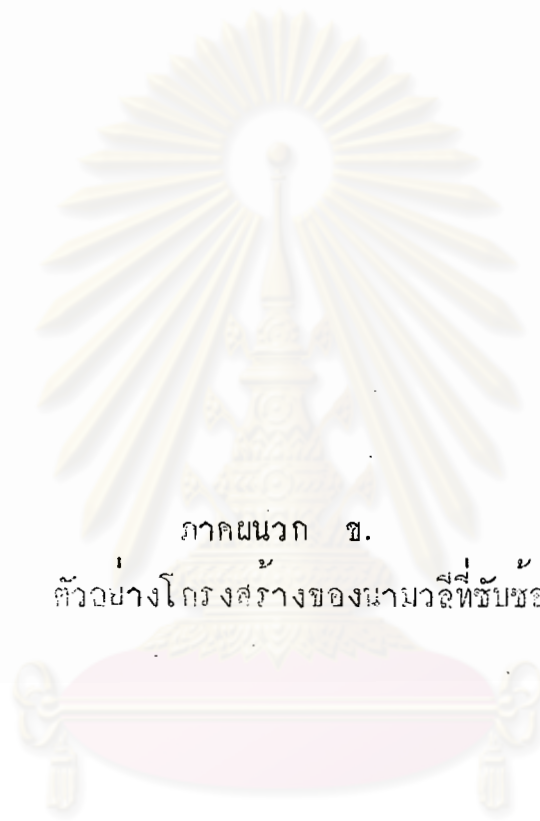 ภาคผนวก ข.
ตัวอย่างโครงสร้างของนามวลีที่ซับซ้อ